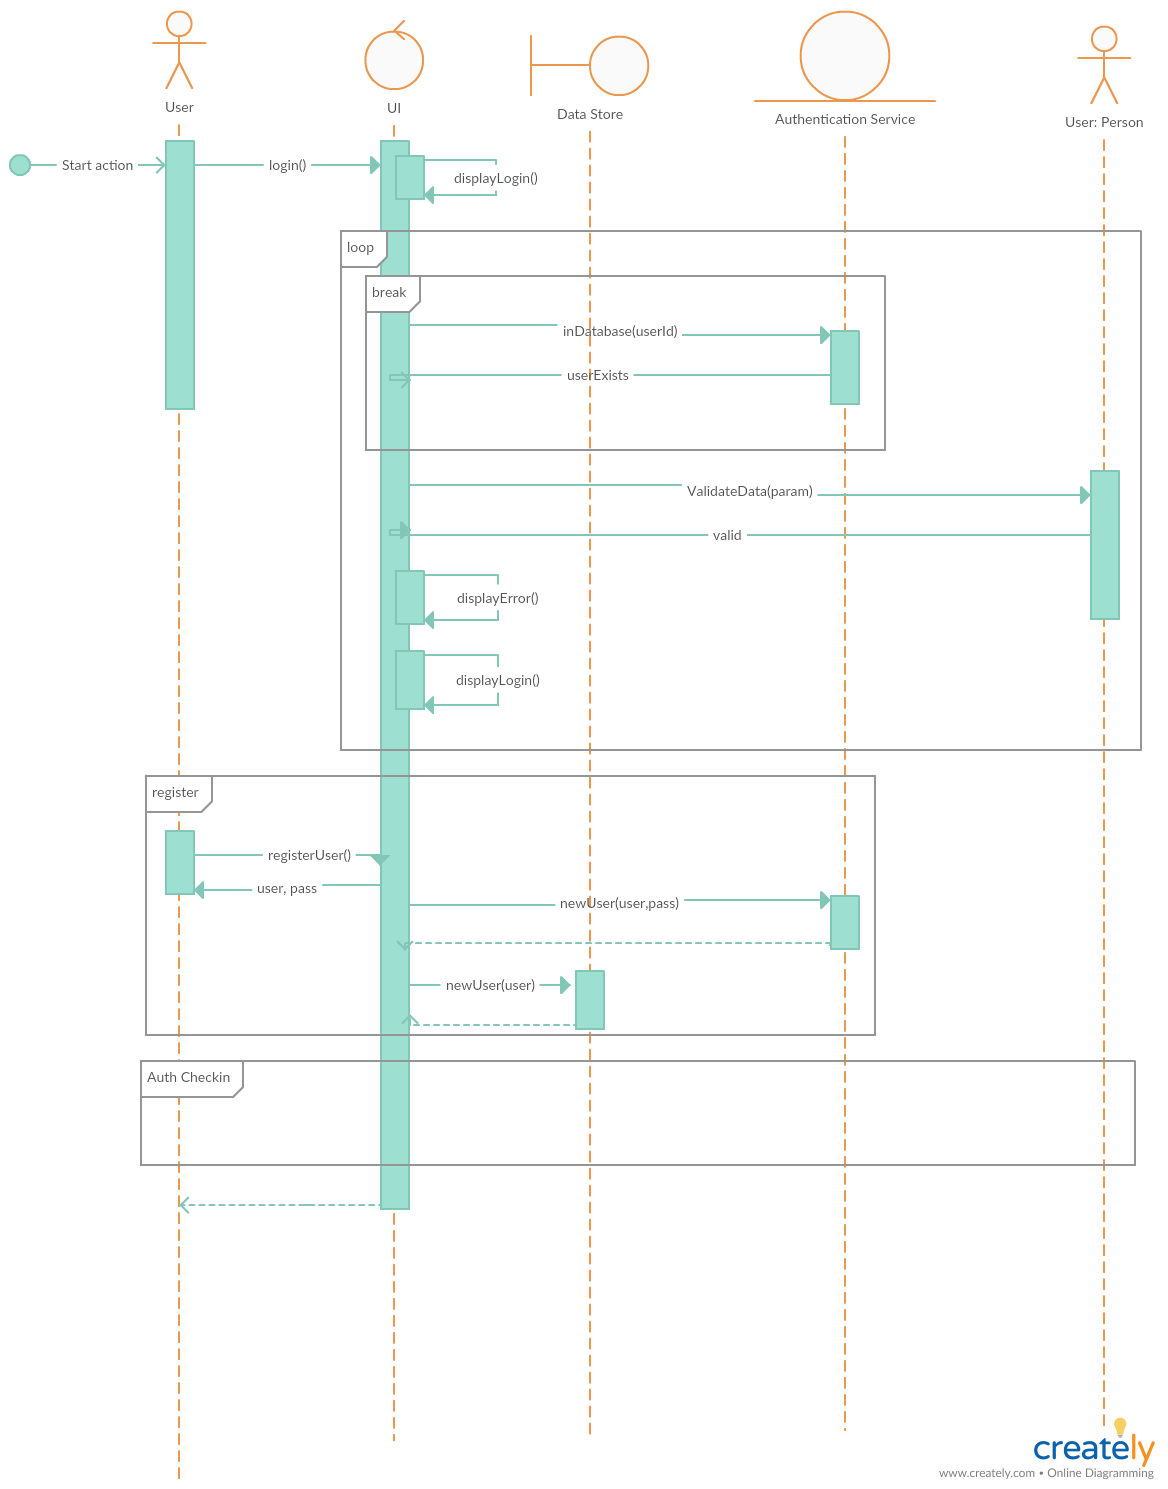 User
UI
Data Store
Authentication Service
User: Person
Start action
login()
displayLogin()
loop
break
inDatabase(userId)
userExists
ValidateData(param)
valid
displayError()
displayLogin()
register
registerUser()
user, pass
newUser(user,pass)
newUser(user)
Auth Checkin
creately
www.creately.com • Online Diagramming